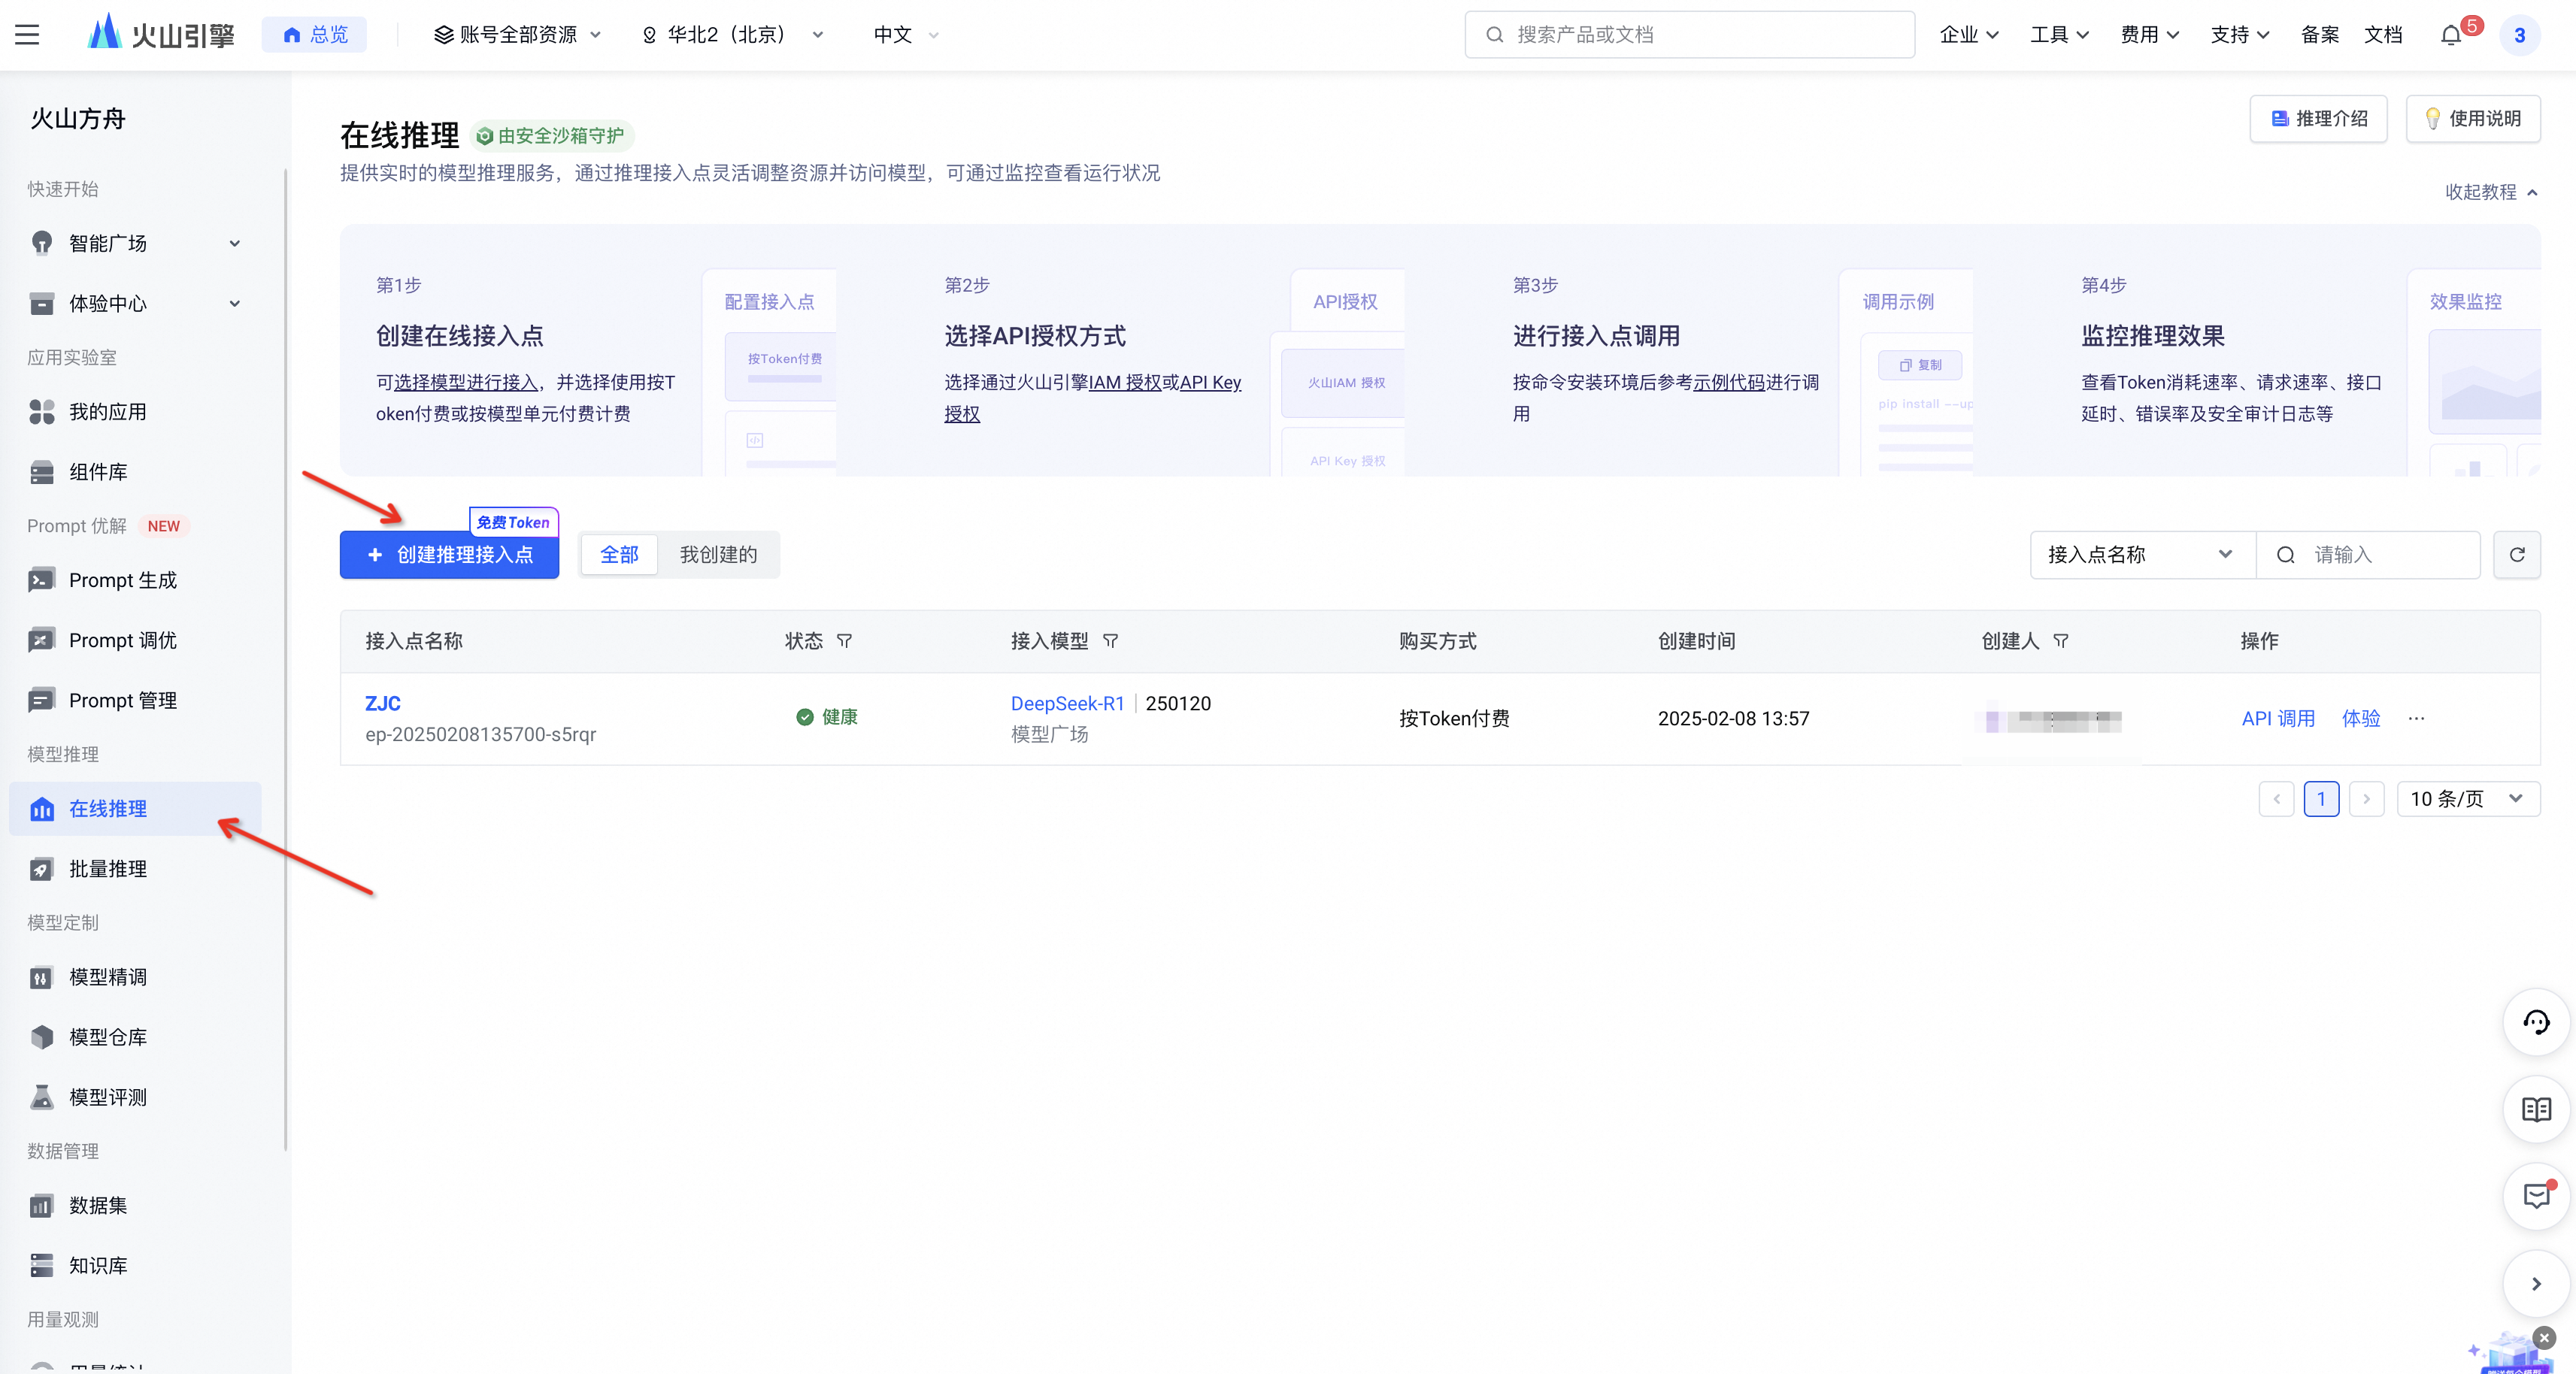 火山引擎
总览
账号全部资源
华北2（北京）
中文
搜索产品或文档
企业
工具
费用
支持
备案
文档
5
3
火山方舟
快速开始
智能广场
体验中心
应用实验室
我的应用
组件库
Prompt 优解 NEW
Prompt 生成
Prompt 调优
Prompt 管理
模型推理
在线推理
批量推理
模型定制
模型精调
模型仓库
模型评测
数据管理
数据集
知识库
用量观测
用量统计
在线推理 由安全沙箱守护
提供实时的模型推理服务，通过推理接入点灵活调整资源并访问模型，可通过监控查看运行状况
推理介绍
使用说明
收起教程
第1步
创建在线接入点
可选择模型进行接入，并选择使用按T
oken付费或按模型单元付费计费
配置接入点
按Token付费
第2步
选择API授权方式
选择通过火山引擎IAM 授权或API Key
授权
API授权
火山IAM 授权
API Key 授权
第3步
进行接入点调用
按命令安装环境后参考示例代码进行调
用
调用示例
复制
pip install --up
第4步
监控推理效果
查看Token消耗速率、请求速率、接口
延时、错误率及安全审计日志等
效果监控
免费Token
+ 创建推理接入点
全部
我创建的
接入点名称
请输入
接入点名称 状态 接入模型 购买方式 创建时间 创建人 操作
ZJC
ep-20250208135700-s5rqr
健康
DeepSeek-R1 | 250120
模型广场
按Token付费
2025-02-08 13:57
API 调用 体验 ···
1
10 条/页